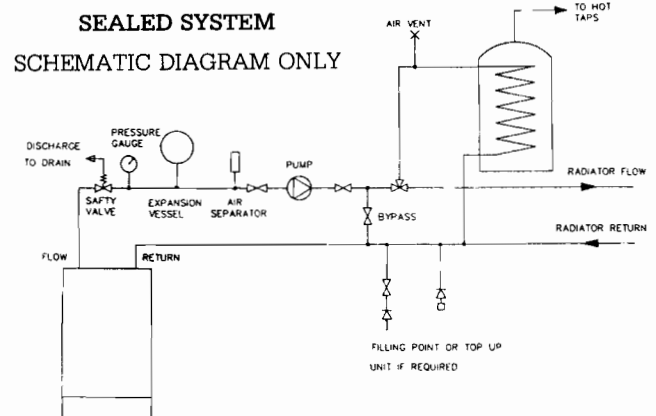 SEALED SYSTEM
SCHEMATIC DIAGRAM ONLY
TO HOT
TAPS
AIR VENT
DISCHARGE
TO DRAIN
PRESSURE
GAUGE
PUMP
RADIATOR FLOW
SAFTY
VALVE
EXPANSION
VESSEL
AIR
SEPARATOR
BYPASS
RADIATOR RETURN
FLOW
RETURN
FILLING POINT OR TOP UP
UNIT IF REQUIRED